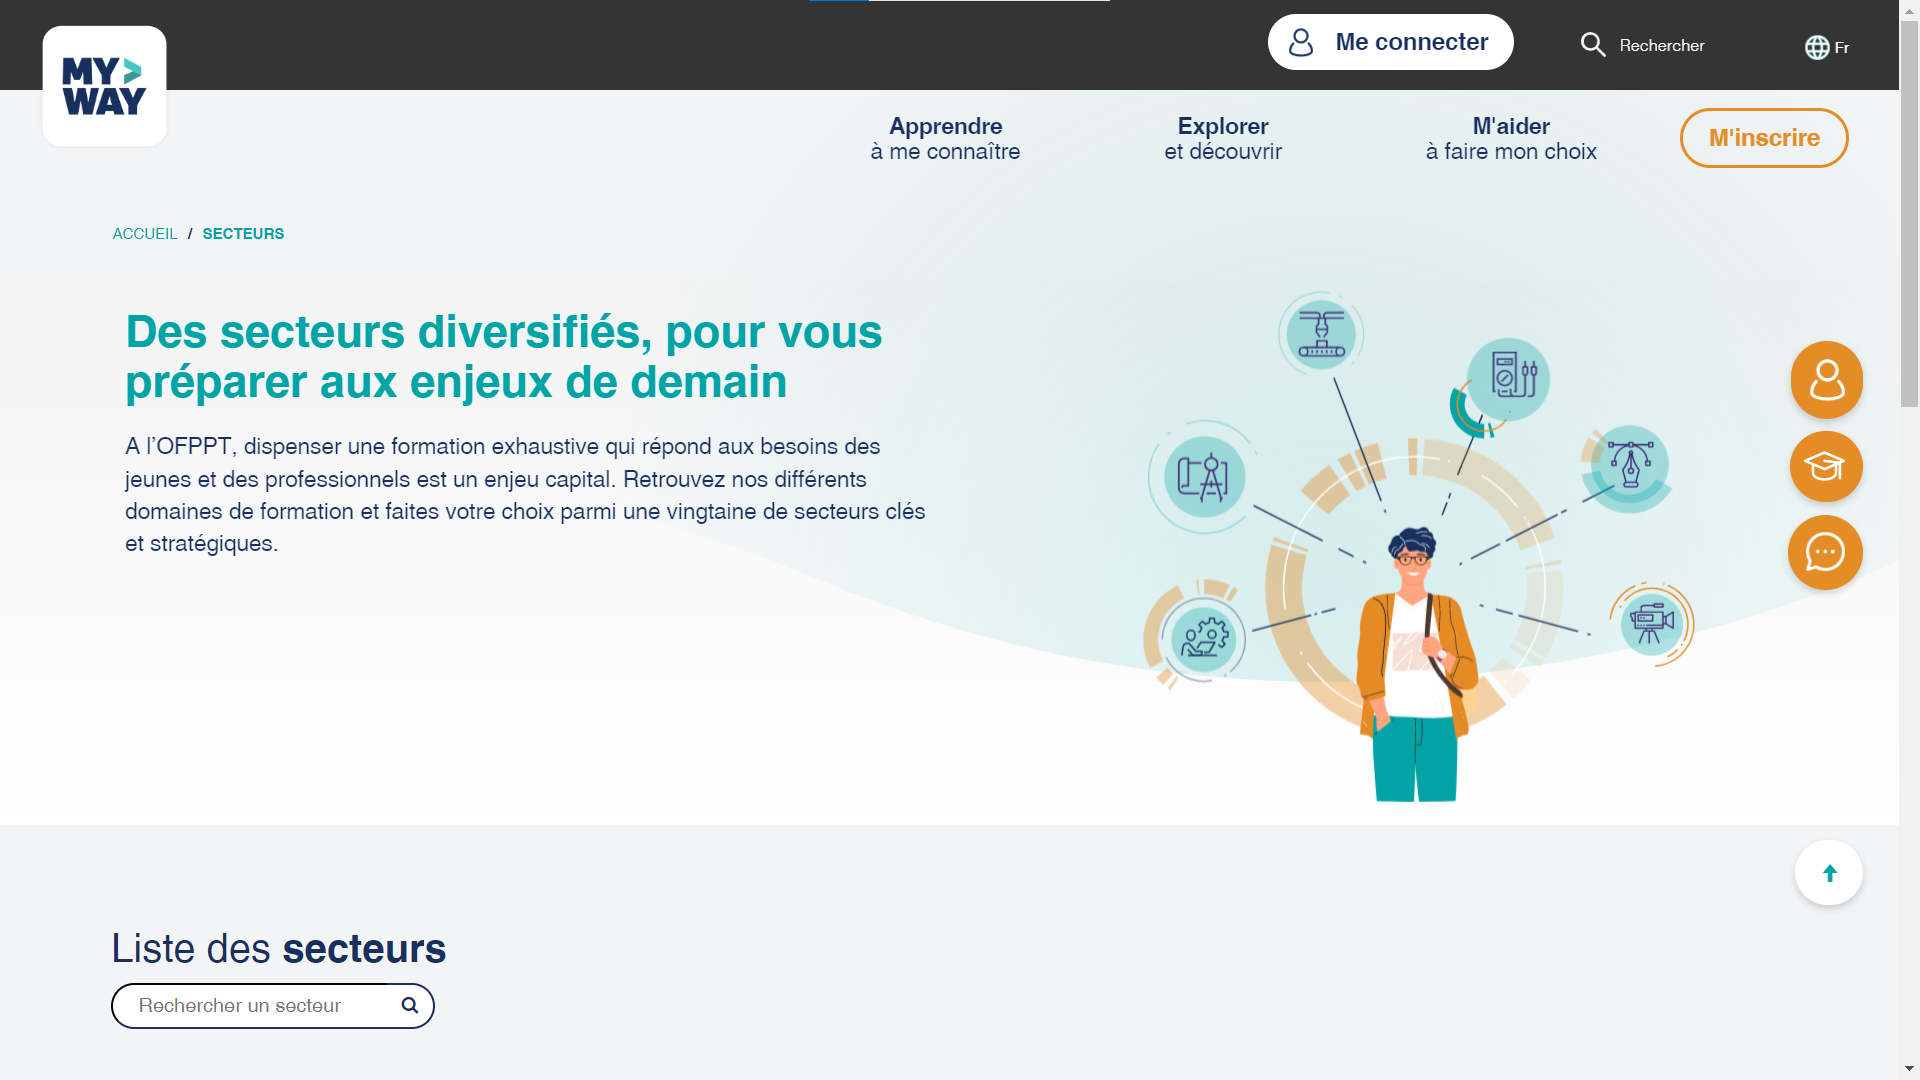 MY
WAY
Me connecter
Rechercher
Fr
Apprendre
à me connaître
Explorer
et découvrir
M'aider
à faire mon choix
M'inscrire
ACCUEIL / SECTEURS
Des secteurs diversifiés, pour vous
préparer aux enjeux de demain
A l’OFPPT, dispenser une formation exhaustive qui répond aux besoins des
jeunes et des professionnels est un enjeu capital. Retrouvez nos différents
domaines de formation et faites votre choix parmi une vingtaine de secteurs clés
et stratégiques.
Liste des secteurs
Rechercher un secteur